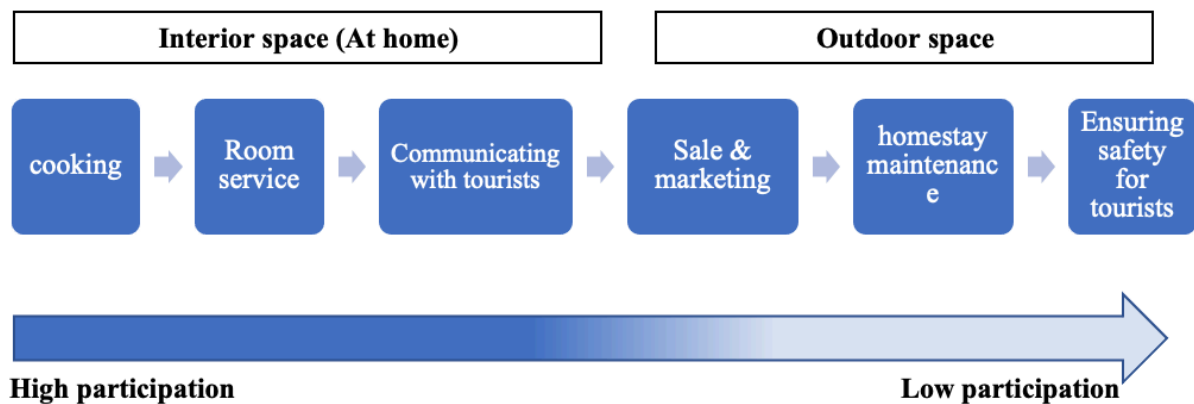 Interior space (At home)
Outdoor space
cooking
Room
service
Communicating
with tourists
Sale &
marketing
homestay
maintenanc
e
Ensuring
safety
for
tourists
High participation
Low participation